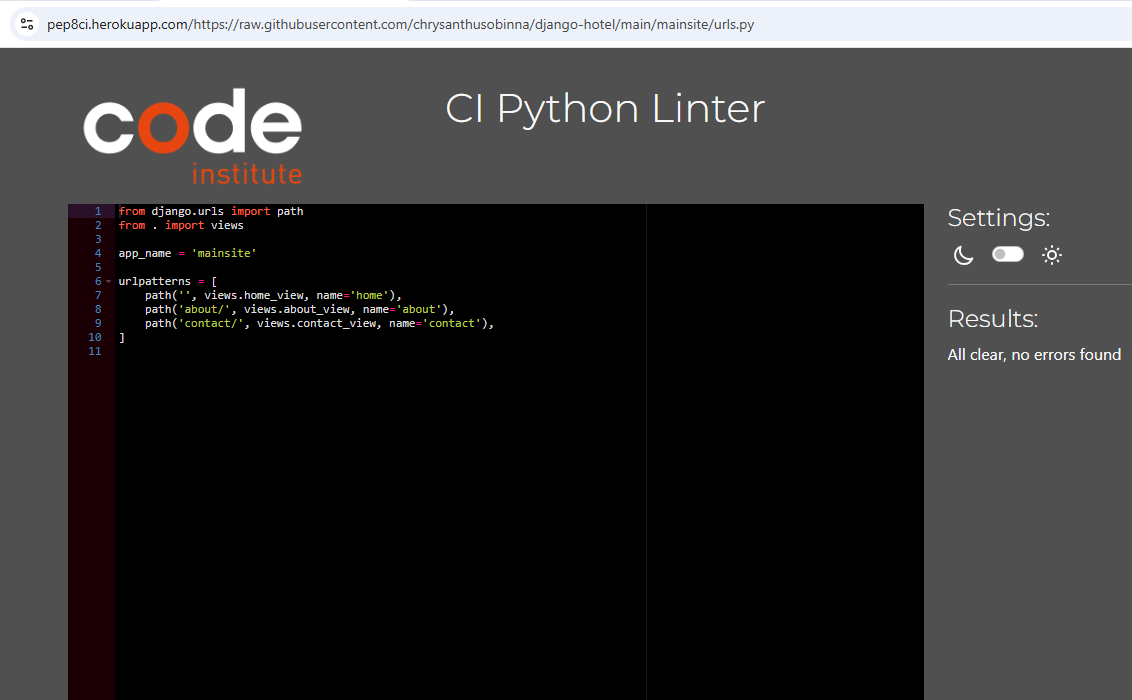 pep8ci.herokuapp.com/https://raw.githubusercontent.com/chrysanthusobinna/django-hotel/main/mainsite/urls.py
code
institute
CI Python Linter
1 from django.urls import path
2 from . import views
3
4 app_name = 'mainsite'
5
6 urlpatterns = [
7     path('', views.home_view, name='home'),
8     path('about/', views.about_view, name='about'),
9     path('contact/', views.contact_view, name='contact'),
10 ]
11
Settings:
Results:
All clear, no errors found